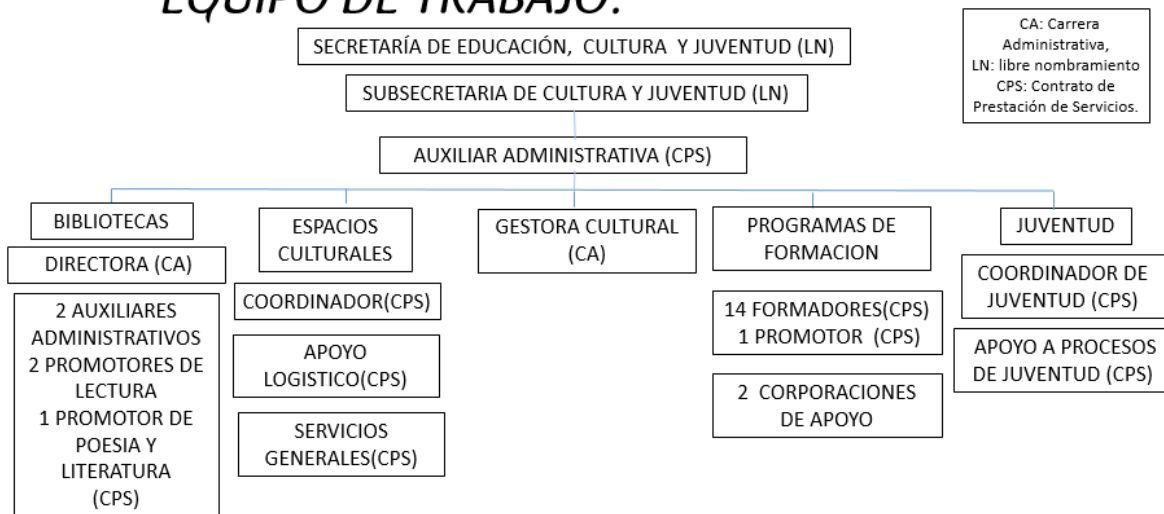 EQUIPO DE TRABAJO:
CA: Carrera
Administrativa,
LN: libre nombramiento
CPS: Contrato de
Prestación de Servicios.
SECRETARÍA DE EDUCACIÓN, CULTURA Y JUVENTUD (LN)
SUBSECRETARIA DE CULTURA Y JUVENTUD (LN)
AUXILIAR ADMINISTRATIVA (CPS)
BIBLIOTECAS
DIRECTORA (CA)
2 AUXILIARES
ADMINISTRATIVOS
2 PROMOTORES DE
LECTURA
1 PROMOTOR DE
POESIA Y
LITERATURA
(CPS)
ESPACIOS
CULTURALES
COORDINADOR(CPS)
APOYO
LOGISTICO(CPS)
SERVICIOS
GENERALES(CPS)
GESTORA CULTURAL
(CA)
PROGRAMAS DE
FORMACION
14 FORMADORES(CPS)
1 PROMOTOR (CPS)
2 CORPORACIONES
DE APOYO
JUVENTUD
COORDINADOR DE
JUVENTUD (CPS)
APOYO A PROCESOS
DE JUVENTUD (CPS)